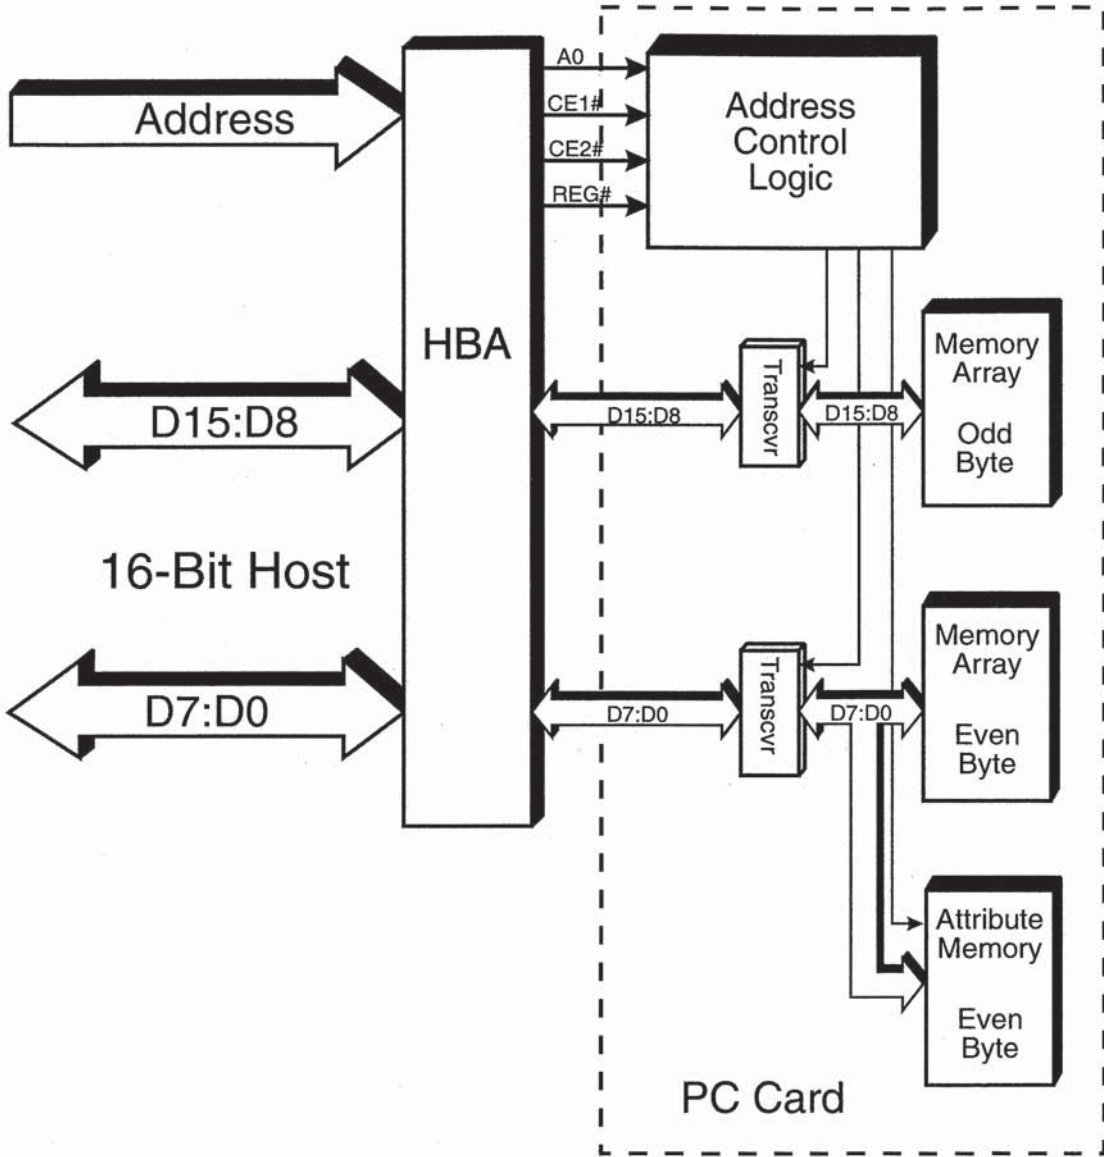 Address
A0
CE1#
CE2#
REG#
Address
Control
Logic
HBA
D15:D8
D15:D8
Transcvr
D15:D8
Memory
Array
Odd
Byte
16-Bit Host
D7:D0
D7:D0
Transcvr
D7:D0
Memory
Array
Even
Byte
Attribute
Memory
Even
Byte
PC Card